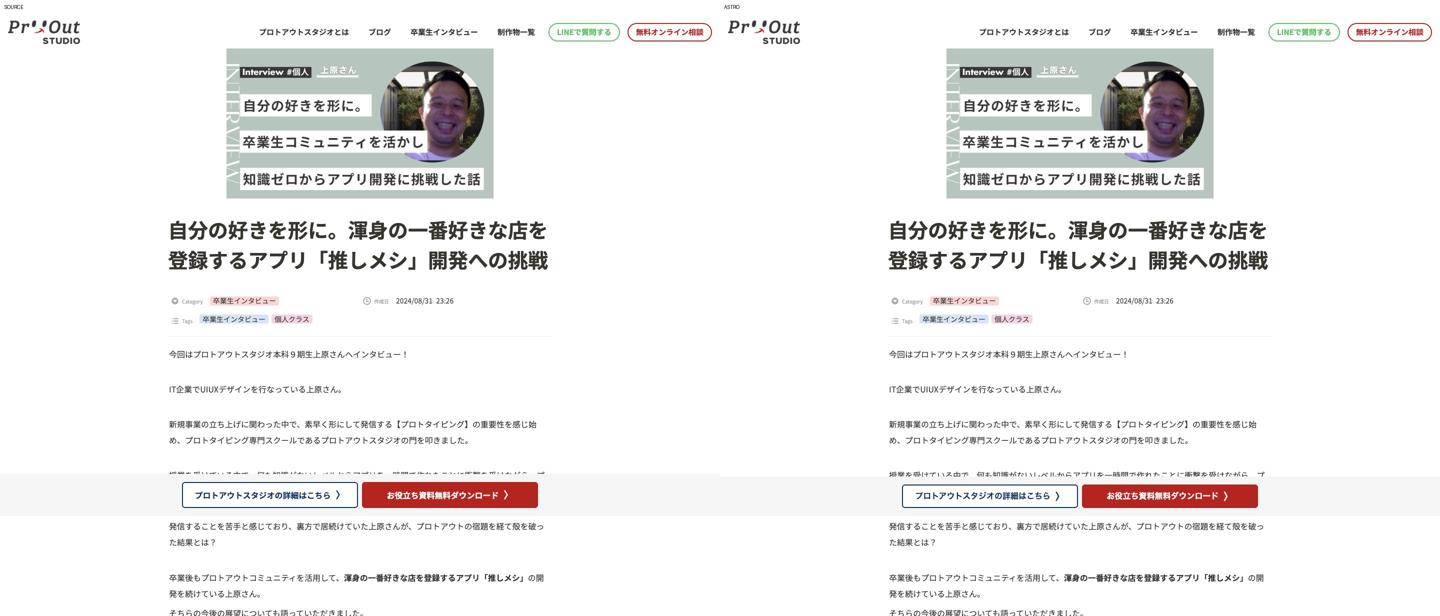 SOURCE
Pr Out
STUDIO
プロトアウトスタジオとは
ブログ
卒業生インタビュー
制作物一覧
LINEで質問する
無料オンライン相談
INTERVIEW
Interview #個人
上原さん
自分の好きを形に。
卒業生コミュニティを活かし
知識ゼロからアプリ開発に挑戦した話
自分の好きを形に。渾身の一番好きな店を
登録するアプリ「推しメシ」開発への挑戦
Category 卒業生インタビュー
作成日 2024/08/31 23:26
Tags 卒業生インタビュー 個人クラス
今回はプロトアウトスタジオ本科９期生上原さんへインタビュー！
IT企業でUIUXデザインを行なっている上原さん。
新規事業の立ち上げに関わった中で、素早く形にして発信する【プロトタイピング】の重要性を感じ始
め、プロトタイピング専門スクールであるプロトアウトスタジオの門を叩きました。
プロトアウトスタジオの詳細はこちら 〉
お役立ち資料無料ダウンロード 〉
発信することを苦手と感じており、裏方で居続けていた上原さんが、プロトアウトの宿題を経て殻を破っ
た結果とは？
卒業後もプロトアウトコミュニティを活用して、渾身の一番好きな店を登録するアプリ「推しメシ」の開
発を続けている上原さん。
そちらの今後の展望についても語っていただきました。
ASTRO
Pr Out
STUDIO
プロトアウトスタジオとは
ブログ
卒業生インタビュー
制作物一覧
LINEで質問する
無料オンライン相談
INTERVIEW
Interview #個人
上原さん
自分の好きを形に。
卒業生コミュニティを活かし
知識ゼロからアプリ開発に挑戦した話
自分の好きを形に。渾身の一番好きな店を
登録するアプリ「推しメシ」開発への挑戦
Category 卒業生インタビュー
作成日 2024/08/31 23:26
Tags 卒業生インタビュー 個人クラス
今回はプロトアウトスタジオ本科９期生上原さんへインタビュー！
IT企業でUIUXデザインを行なっている上原さん。
新規事業の立ち上げに関わった中で、素早く形にして発信する【プロトタイピング】の重要性を感じ始
め、プロトタイピング専門スクールであるプロトアウトスタジオの門を叩きました。
授業を受けている中で、何も知識がないレベルからアプリを一時間で作れたことに衝撃を受けながら、プ
プロトアウトスタジオの詳細はこちら 〉
お役立ち資料無料ダウンロード 〉
発信することを苦手と感じており、裏方で居続けていた上原さんが、プロトアウトの宿題を経て殻を破っ
た結果とは？
卒業後もプロトアウトコミュニティを活用して、渾身の一番好きな店を登録するアプリ「推しメシ」の開
発を続けている上原さん。
そちらの今後の展望についても語っていただきました。